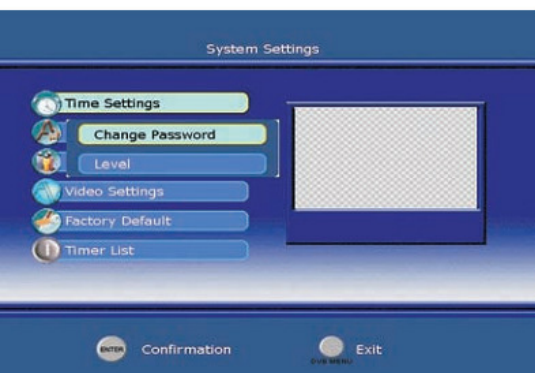 System Settings
Time Settings
Change Password
Level
Video Settings
Factory Default
Timer List
ENTER Confirmation
DVB MENU Exit